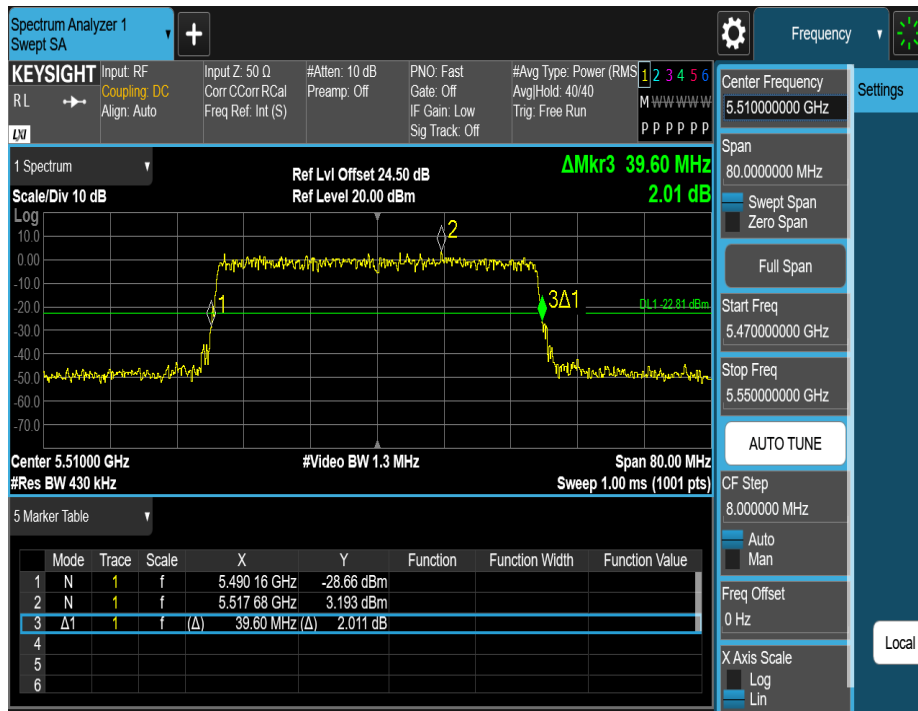 Spectrum Analyzer 1
Swept SA
+
Frequency
KEYSIGHT
R L
LXI
Input: RF
Coupling: DC
Align: Auto
Input Z: 50 Ω
Corr CCorr RCal
Freq Ref: Int (S)
#Atten: 10 dB
Preamp: Off
PNO: Fast
Gate: Off
IF Gain: Low
Sig Track: Off
#Avg Type: Power (RMS
Avg|Hold: 40/40
Trig: Free Run
1 2 3 4 5 6
M W W W W W
P P P P P P
1 Spectrum
Scale/Div 10 dB
Ref Lvl Offset 24.50 dB
Ref Level 20.00 dBm
ΔMkr3 39.60 MHz
2.01 dB
Log
10.0
0.00
-10.0
-20.0
-30.0
-40.0
-50.0
-60.0
-70.0
2
1
3Δ1
DL1 -22.81 dBm
Center 5.51000 GHz
#Video BW 1.3 MHz
Span 80.00 MHz
#Res BW 430 kHz
Sweep 1.00 ms (1001 pts)
5 Marker Table
Mode Trace Scale X Y Function Function Width Function Value
1 N 1 f 5.490 16 GHz -28.66 dBm
2 N 1 f 5.517 68 GHz 3.193 dBm
3 Δ1 1 f (Δ) 39.60 MHz (Δ) 2.011 dB
4
5
6
Center Frequency
5.510000000 GHz
Settings
Span
80.0000000 MHz
Swept Span
Zero Span
Full Span
Start Freq
5.470000000 GHz
Stop Freq
5.550000000 GHz
AUTO TUNE
CF Step
8.000000 MHz
Auto
Man
Freq Offset
0 Hz
Local
X Axis Scale
Log
Lin